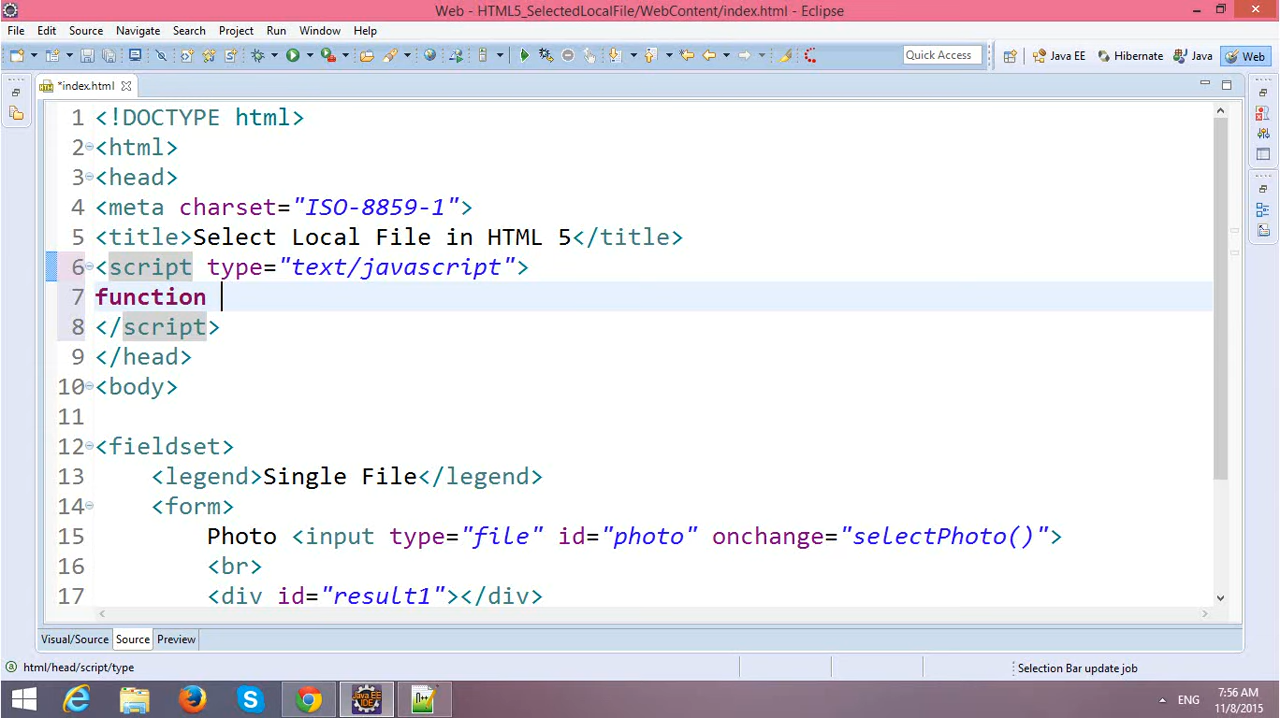 Web - HTML5_SelectedLocalFile/WebContent/index.html - Eclipse
File Edit Source Navigate Search Project Run Window Help
Quick Access Java EE Hibernate Java Web
*index.html
1 <!DOCTYPE html>
2 <html>
3 <head>
4 <meta charset="ISO-8859-1">
5 <title>Select Local File in HTML 5</title>
6 <script type="text/javascript">
7 function
8 </script>
9 </head>
10 <body>
11
12 <fieldset>
13 <legend>Single File</legend>
14 <form>
15 Photo <input type="file" id="photo" onchange="selectPhoto()">
16 <br>
17 <div id="result1"></div>
Visual/Source Source Preview
html/head/script/type Selection Bar update job
ENG 7:56 AM
11/8/2015